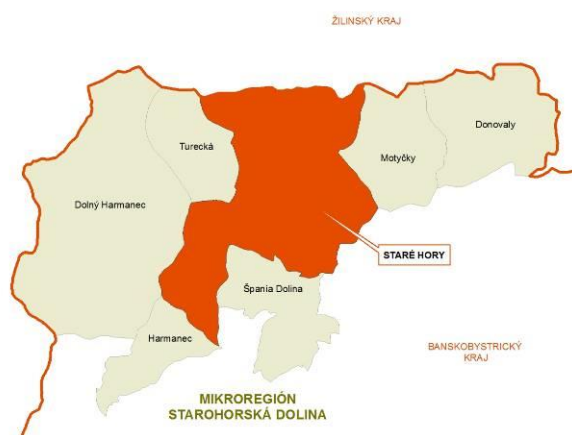 ŽILINSKÝ KRAJ
Donovaly
Turecká
Motyčky
Dolný Harmanec
STARÉ HORY
Špania Dolina
Harmanec
BANSKOBYSTRICKÝ
KRAJ
MIKROREGIÓN
STAROHORSKÁ DOLINA